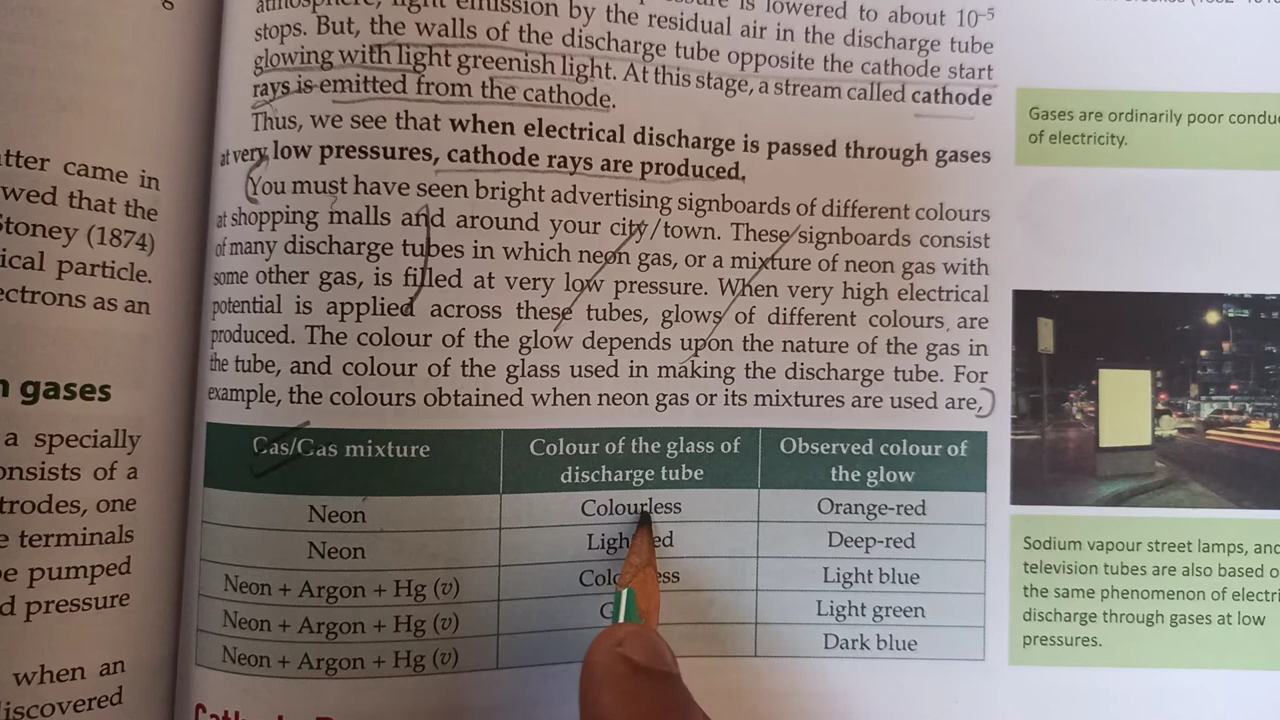 atter came in
wed that the
Stoney (1874)
ical particle.
ectrons as an
n gases
a specially
onsists of a
trodes, one
e terminals
be pumped
d pressure
when an
iscovered
is lowered to about 10⁻⁵
stops. But, the walls of the discharge tube opposite the cathode start
glowing with light greenish light. At this stage, a stream called cathode
rays is emitted from the cathode.
Thus, we see that when electrical discharge is passed through gases
at very low pressures, cathode rays are produced.
You must have seen bright advertising signboards of different colours
at shopping malls and around your city/town. These signboards consist
of many discharge tubes in which neon gas, or a mixture of neon gas with
some other gas, is filled at very low pressure. When very high electrical
potential is applied across these tubes, glows of different colours are
produced. The colour of the glow depends upon the nature of the gas in
the tube, and colour of the glass used in making the discharge tube. For
example, the colours obtained when neon gas or its mixtures are used are,
Gas/Gas mixture Colour of the glass of discharge tube Observed colour of the glow
Neon Colourless Orange-red
Neon Deep-red
Neon + Argon + Hg (v) Light blue
Neon + Argon + Hg (v) Light green
Neon + Argon + Hg (v) Dark blue
Gases are ordinarily poor condu
of electricity.
Sodium vapour street lamps, and
television tubes are also based o
the same phenomenon of electri
discharge through gases at low
pressures.